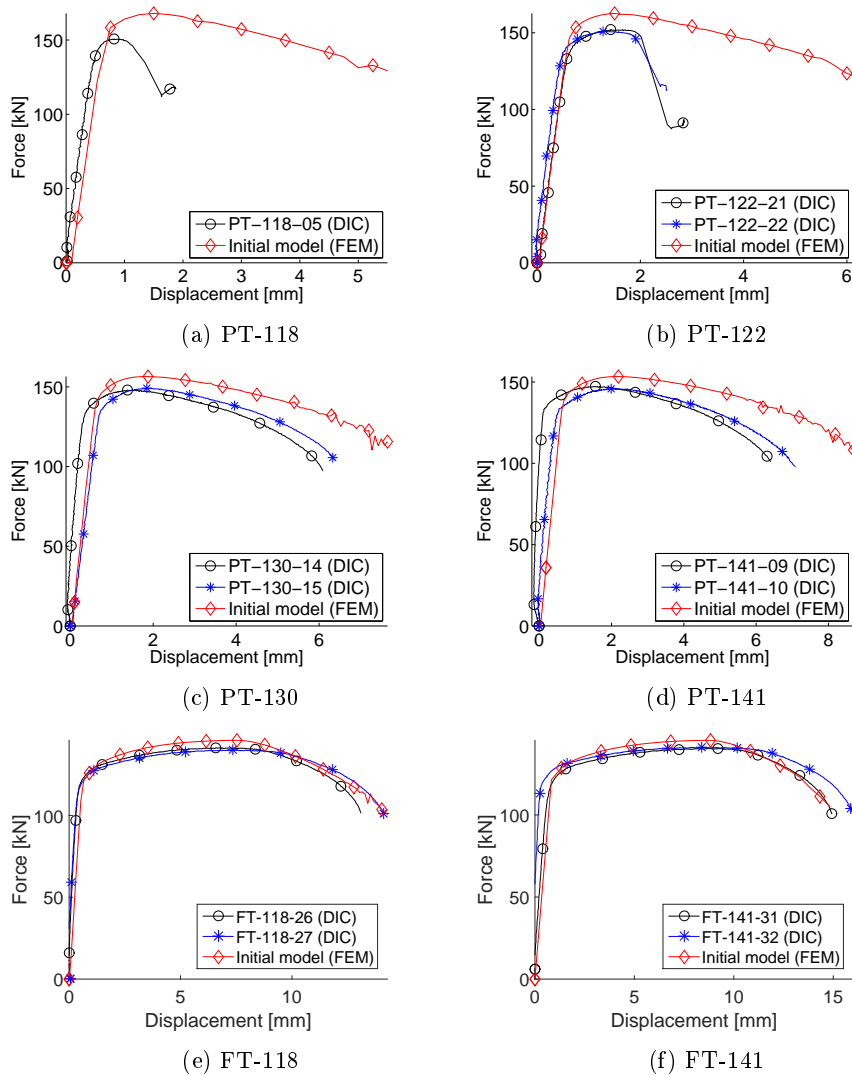 150
100
50
0
Force [kN]
PT−118−05 (DIC)
Initial model (FEM)
0 1 2 3 4 5
Displacement [mm]
(a) PT-118
150
100
50
0
Force [kN]
PT−122−21 (DIC)
PT−122−22 (DIC)
Initial model (FEM)
0 2 4 6
Displacement [mm]
(b) PT-122
150
100
50
0
Force [kN]
PT−130−14 (DIC)
PT−130−15 (DIC)
Initial model (FEM)
0 2 4 6
Displacement [mm]
(c) PT-130
150
100
50
0
Force [kN]
PT−141−09 (DIC)
PT−141−10 (DIC)
Initial model (FEM)
0 2 4 6 8
Displacement [mm]
(d) PT-141
100
50
0
Force [kN]
FT-118-26 (DIC)
FT-118-27 (DIC)
Initial model (FEM)
0 5 10
Displacement [mm]
(e) FT-118
100
50
0
Force [kN]
FT-141-31 (DIC)
FT-141-32 (DIC)
Initial model (FEM)
0 5 10 15
Displacement [mm]
(f) FT-141